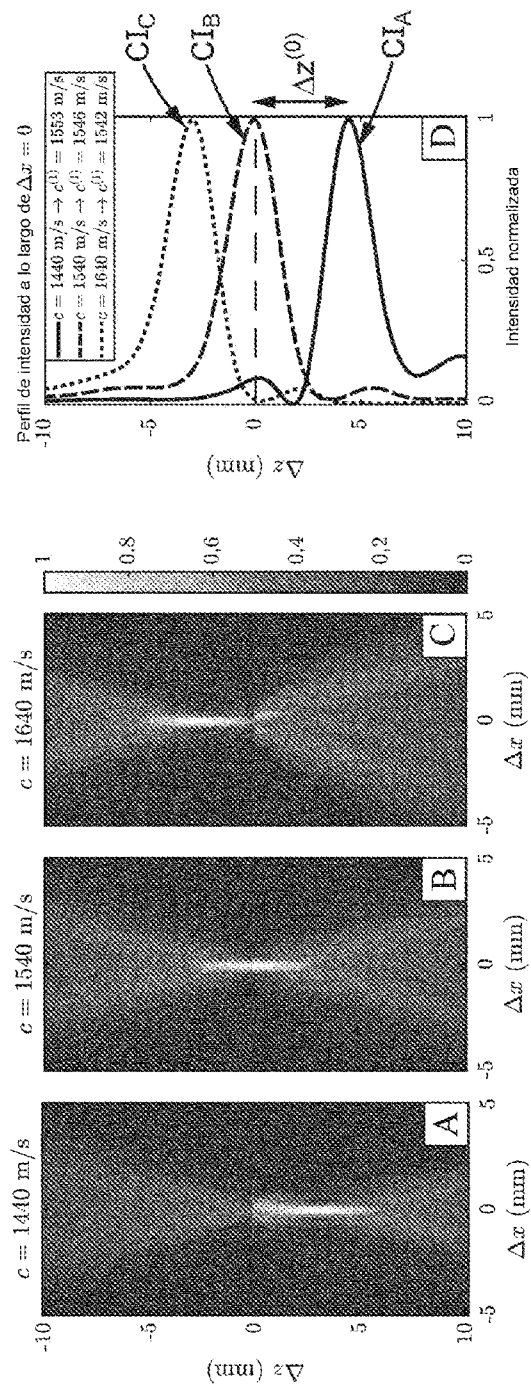 c = 1440 m/s
Δz (mm)
-10
-5
0
5
10
A
-5
0
5
Δx (mm)
c = 1540 m/s
B
-5
0
5
Δx (mm)
c = 1640 m/s
C
-5
0
5
Δx (mm)
1
0,8
0,6
0,4
0,2
0
Perfil de intensidad a lo largo de Δx = 0
c = 1440 m/s → c⁽¹⁾ = 1553 m/s
c = 1540 m/s → c⁽¹⁾ = 1546 m/s
c = 1640 m/s → c⁽¹⁾ = 1542 m/s
Δz (mm)
-10
-5
0
5
10
CI_C
CI_B
Δz⁽⁰⁾
CI_A
D
0
0,5
1
Intensidad normalizada